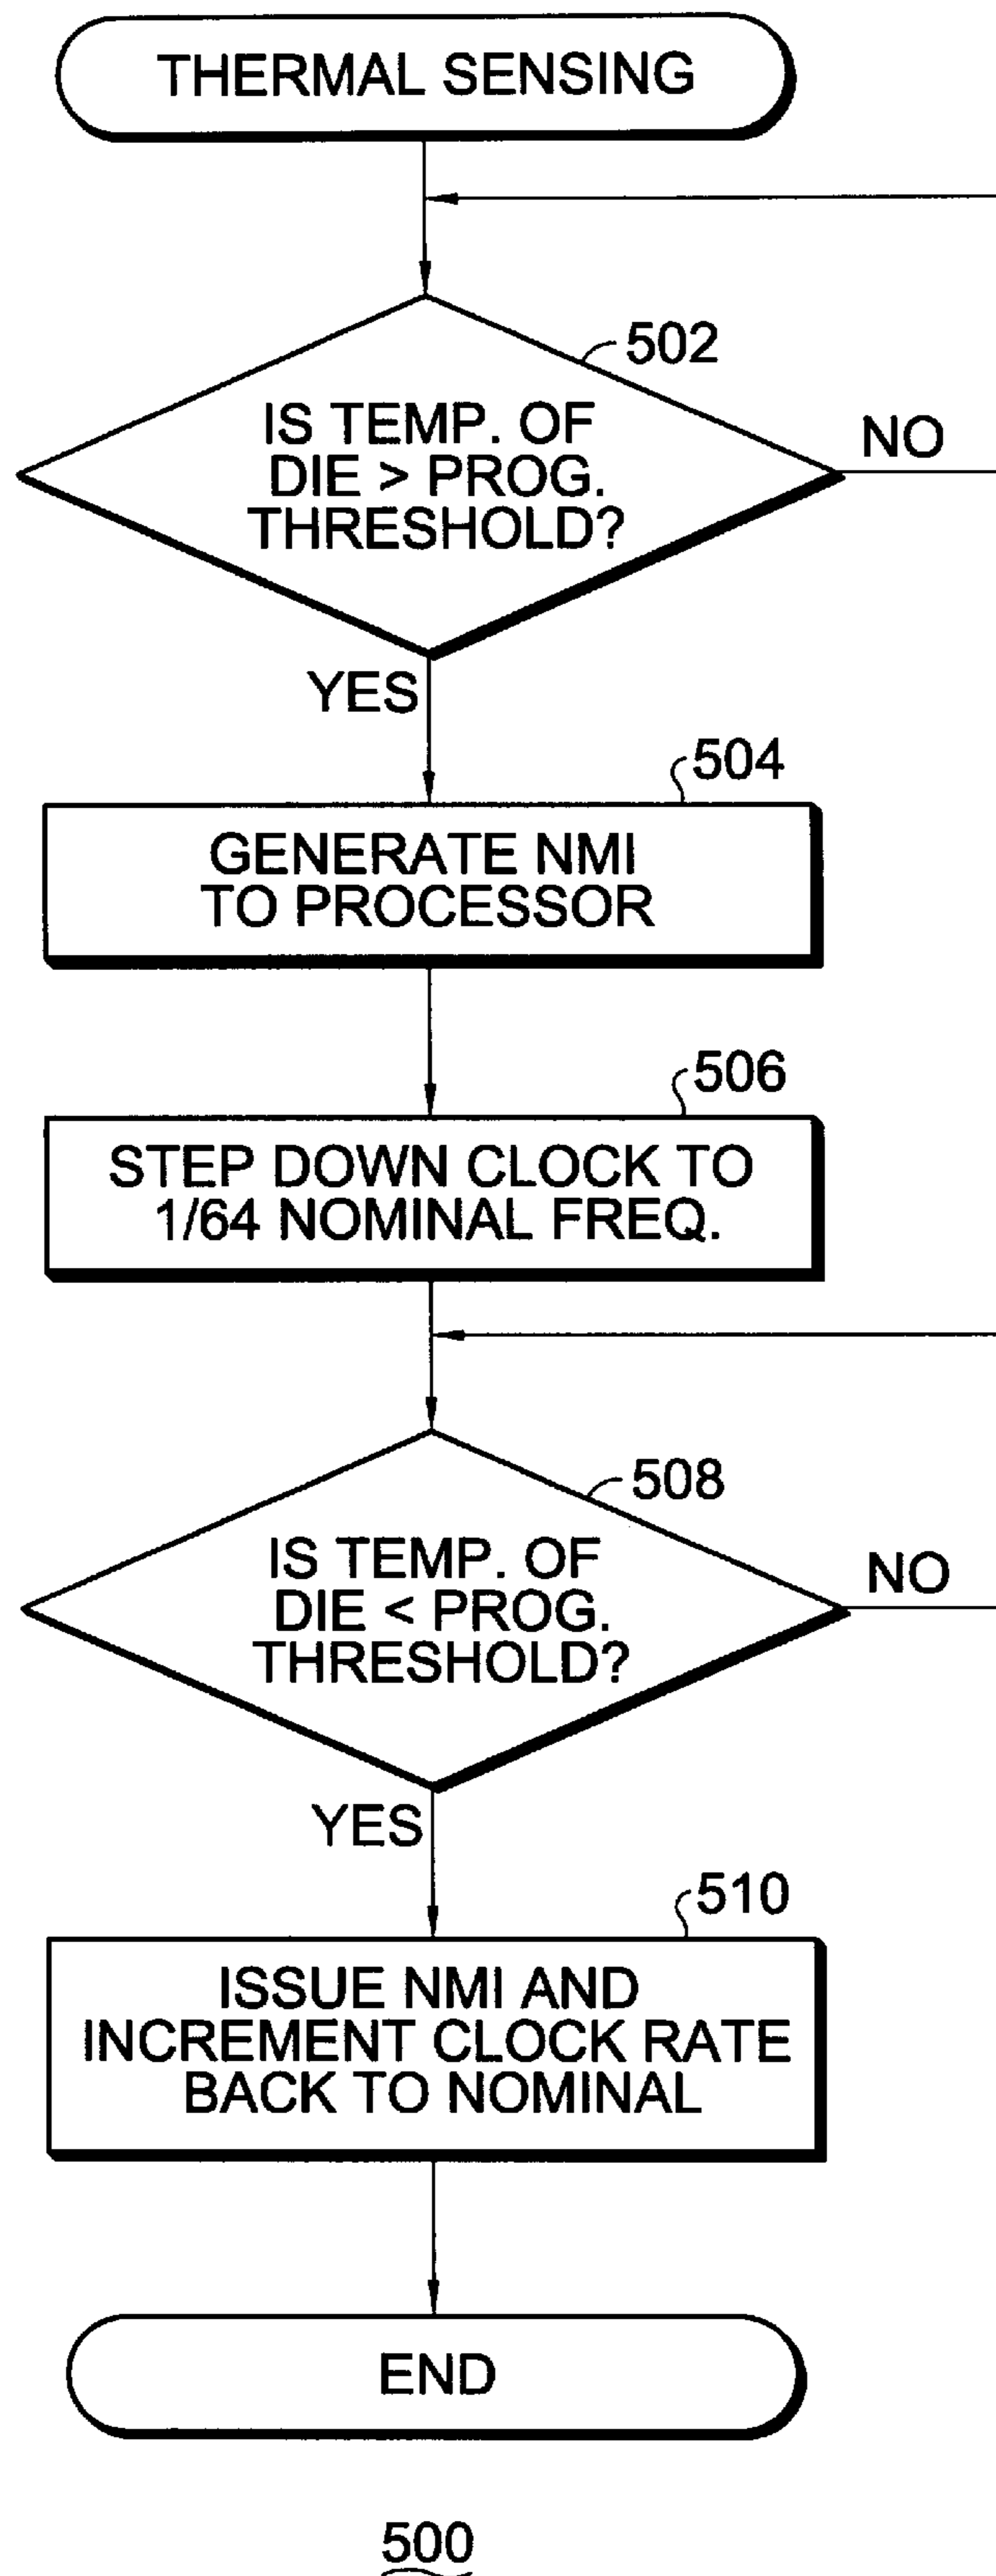 THERMAL SENSING
502
IS TEMP. OF
DIE > PROG.
THRESHOLD?
NO
YES
504
GENERATE NMI
TO PROCESSOR
506
STEP DOWN CLOCK TO
1/64 NOMINAL FREQ.
508
IS TEMP. OF
DIE < PROG.
THRESHOLD?
NO
YES
510
ISSUE NMI AND
INCREMENT CLOCK RATE
BACK TO NOMINAL
END
500